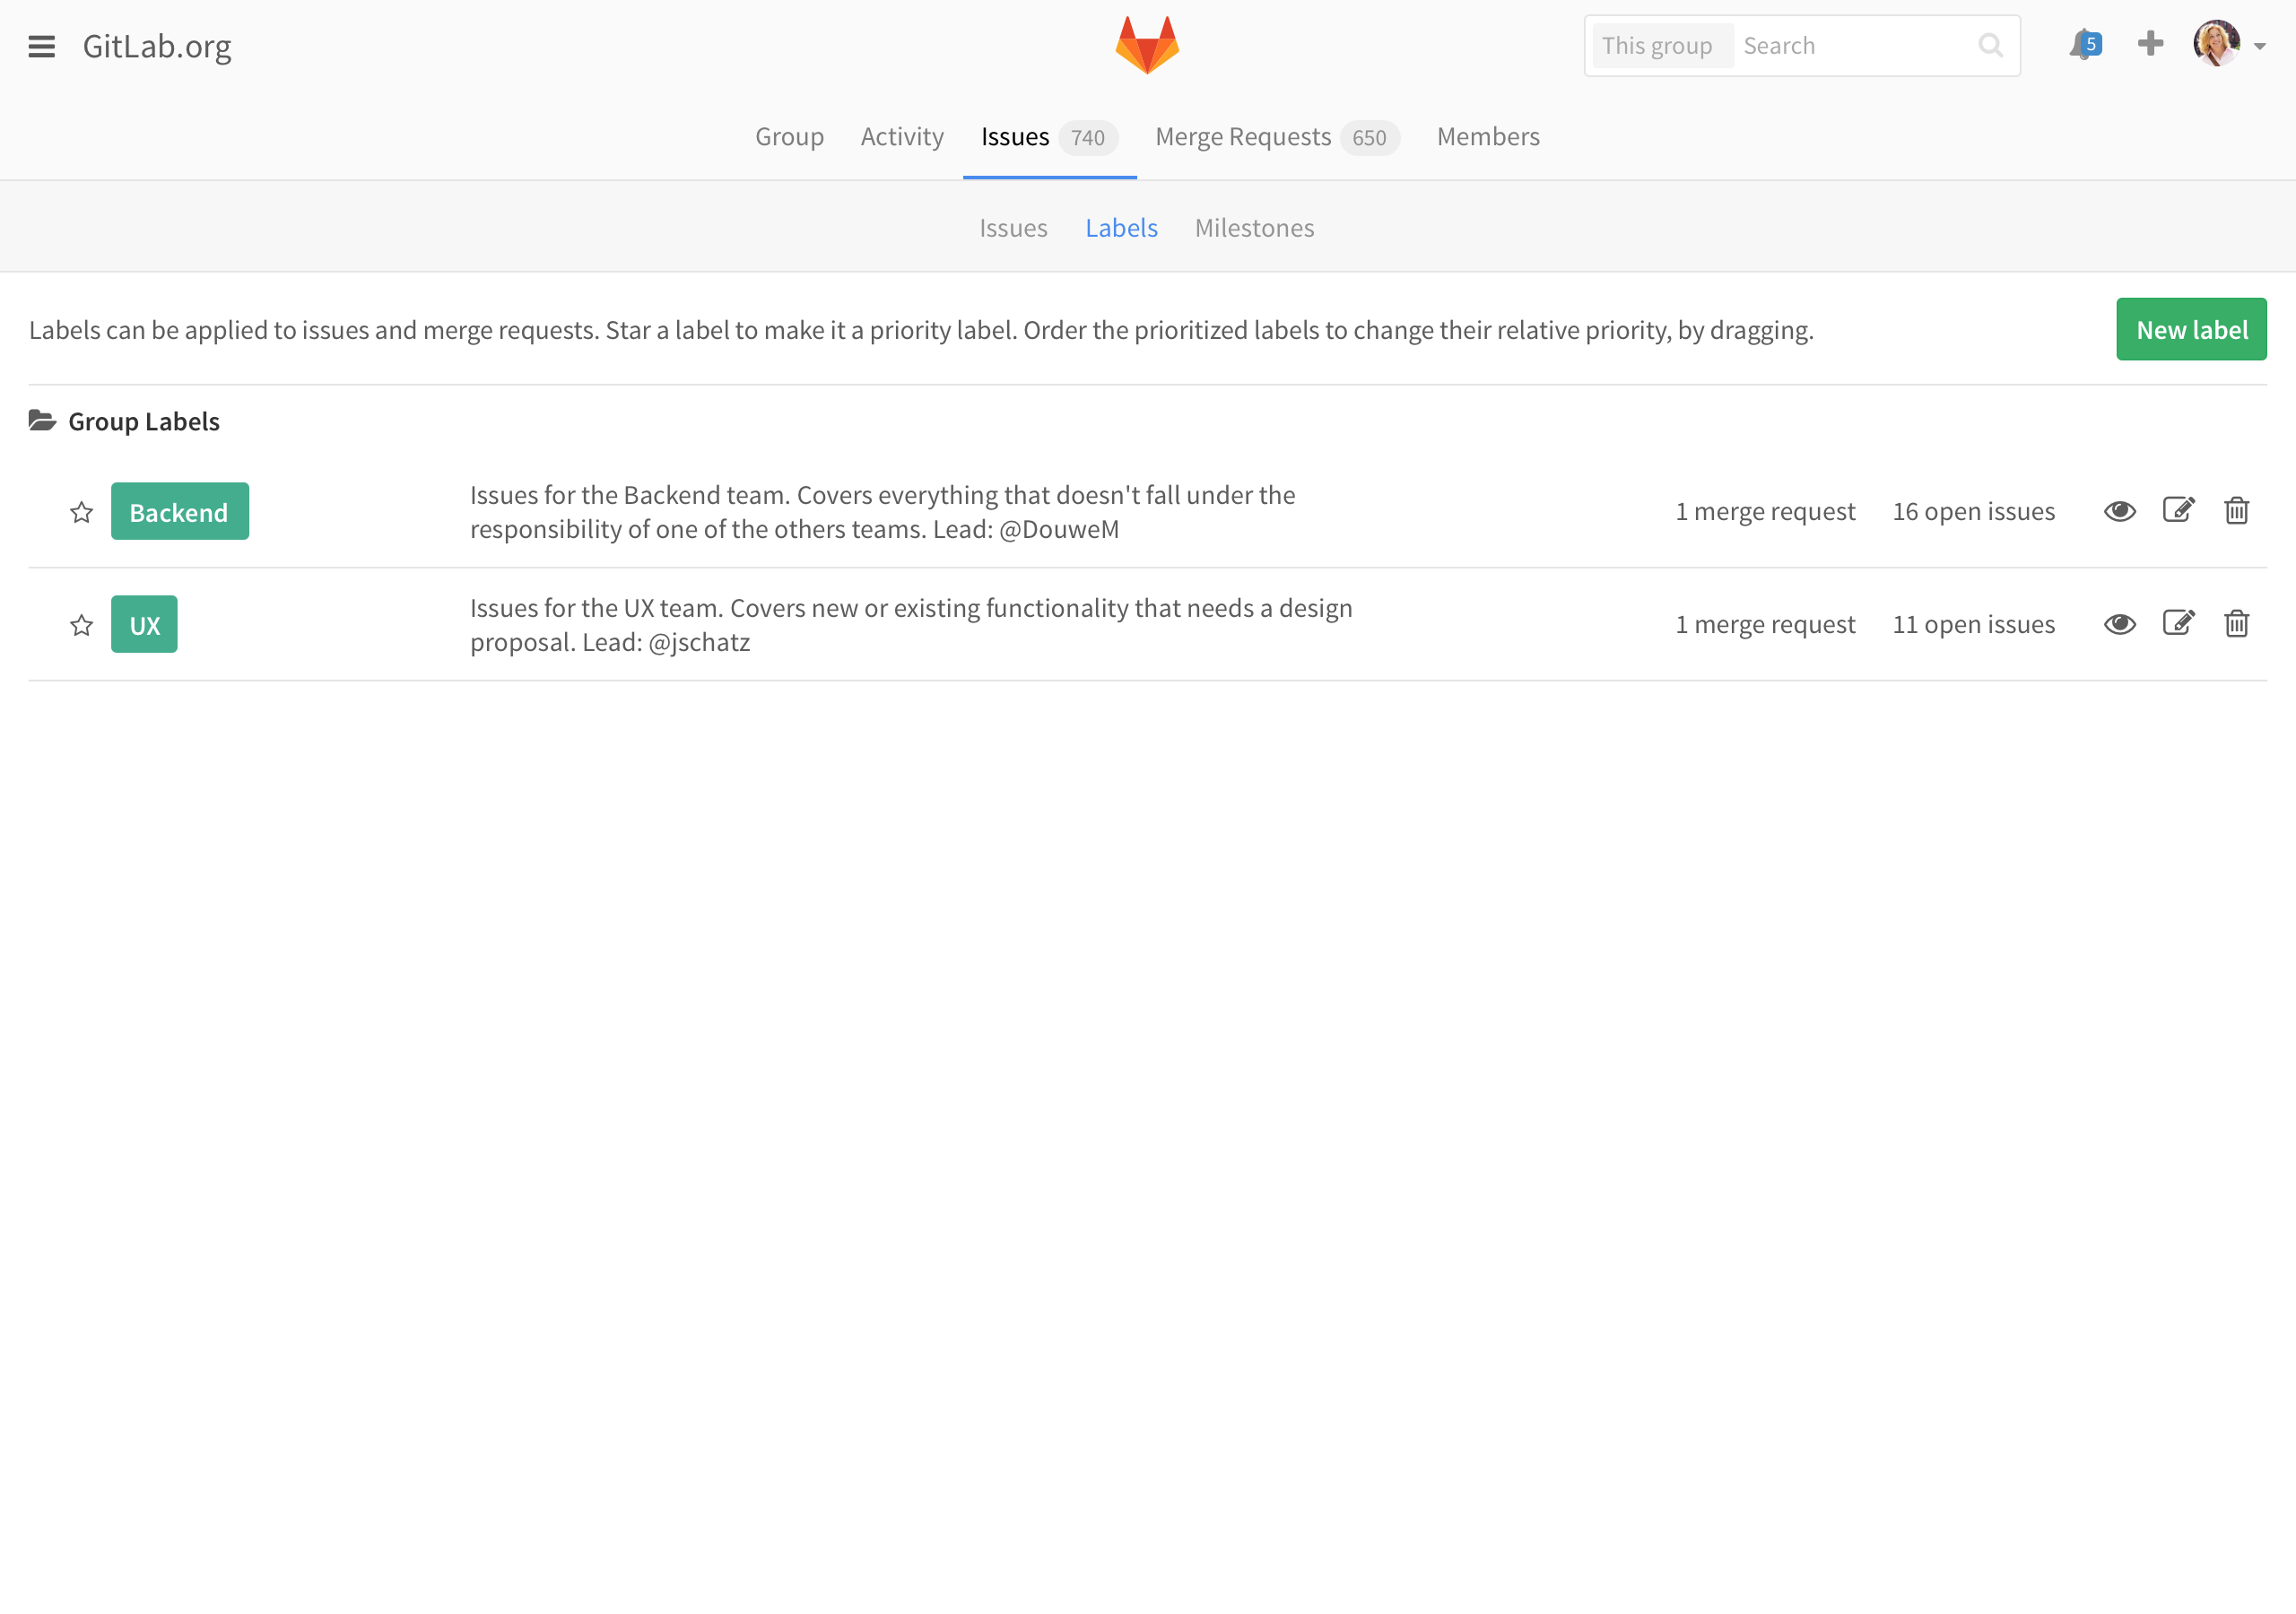 GitLab.org
This group Search
5
Group Activity Issues 740 Merge Requests 650 Members
Issues Labels Milestones
Labels can be applied to issues and merge requests. Star a label to make it a priority label. Order the prioritized labels to change their relative priority, by dragging.
New label
Group Labels
Backend
Issues for the Backend team. Covers everything that doesn't fall under the
responsibility of one of the others teams. Lead: @DouweM
1 merge request 16 open issues
UX
Issues for the UX team. Covers new or existing functionality that needs a design
proposal. Lead: @jschatz
1 merge request 11 open issues